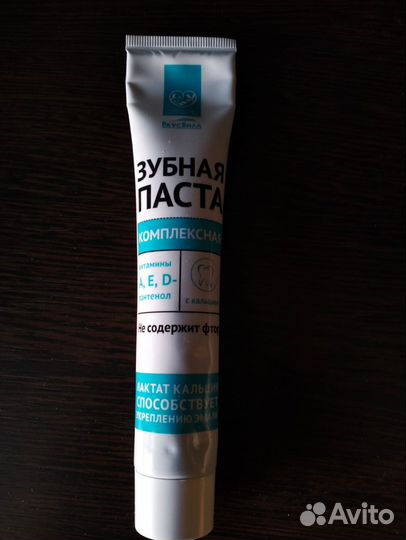 ВкусВилл
ЗУБНАЯ
ПАСТА
КОМПЛЕКСНАЯ
витамины
А, Е, D-
пантенол
с кальцием
Не содержит фтор
ЛАКТАТ КАЛЬЦИЯ
СПОСОБСТВУЕТ
УКРЕПЛЕНИЮ ЭМАЛИ
Avito